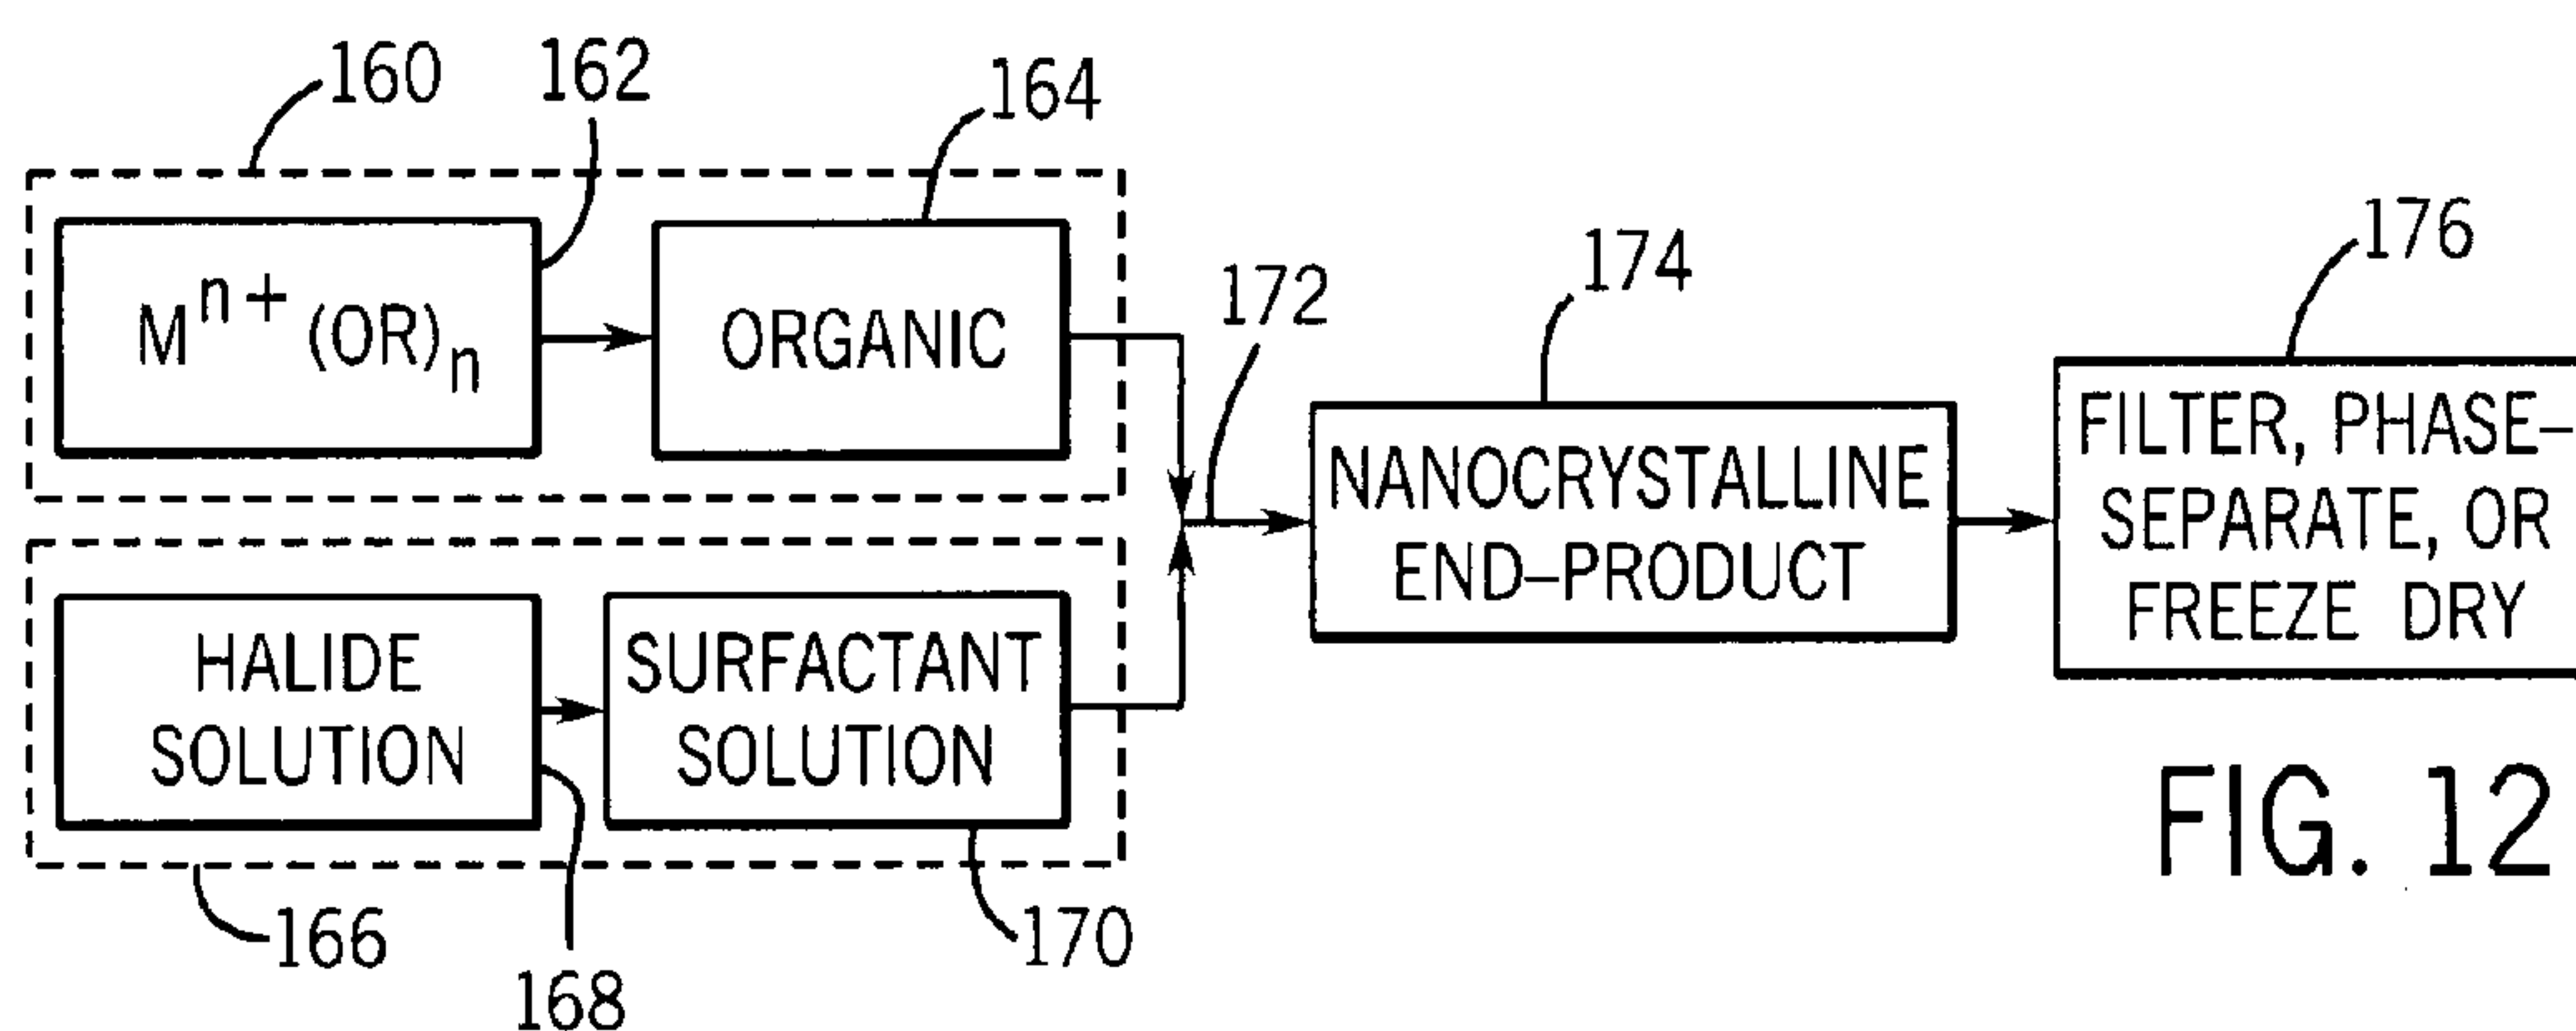 160
162
164
M^n+ (OR)_n
ORGANIC
172
174
176
NANOCRYSTALLINE
END–PRODUCT
FILTER, PHASE–
SEPARATE, OR
FREEZE DRY
HALIDE
SOLUTION
SURFACTANT
SOLUTION
166
168
170
FIG. 12